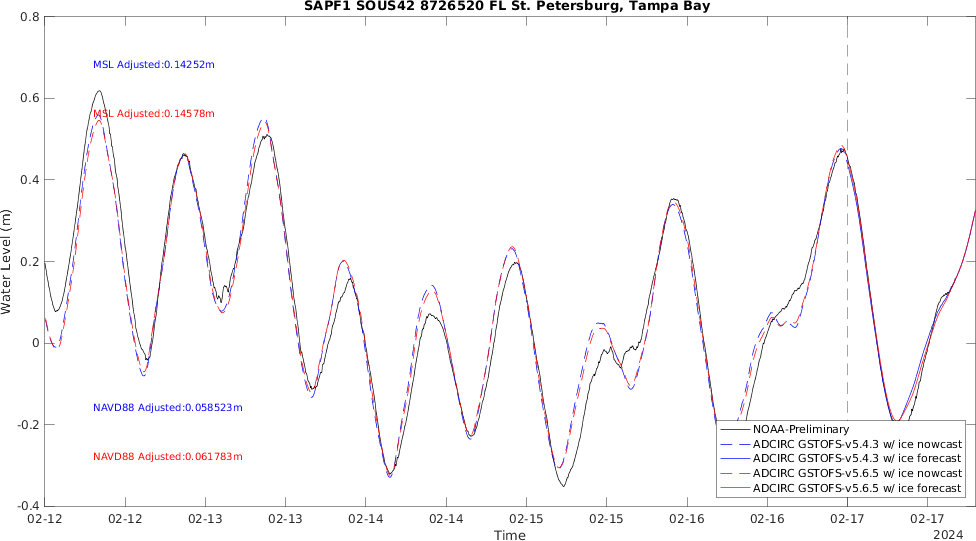 SAPF1 SOUS42 8726520 FL St. Petersburg, Tampa Bay
0.8
MSL Adjusted:0.14252m
0.6
MSL Adjusted:0.14578m
0.4
0.2
Water Level (m)
0
NAVD88 Adjusted:0.058523m
-0.2
NOAA-Preliminary
ADCIRC GSTOFS-v5.4.3 w/ ice nowcast
NAVD88 Adjusted:0.061783m
ADCIRC GSTOFS-v5.4.3 w/ ice forecast
ADCIRC GSTOFS-v5.6.5 w/ ice nowcast
ADCIRC GSTOFS-v5.6.5 w/ ice forecast
-0.4
02-12 02-12 02-13 02-13 02-14 02-14 02-15 02-15 02-16 02-16 02-17 02-17
Time
2024